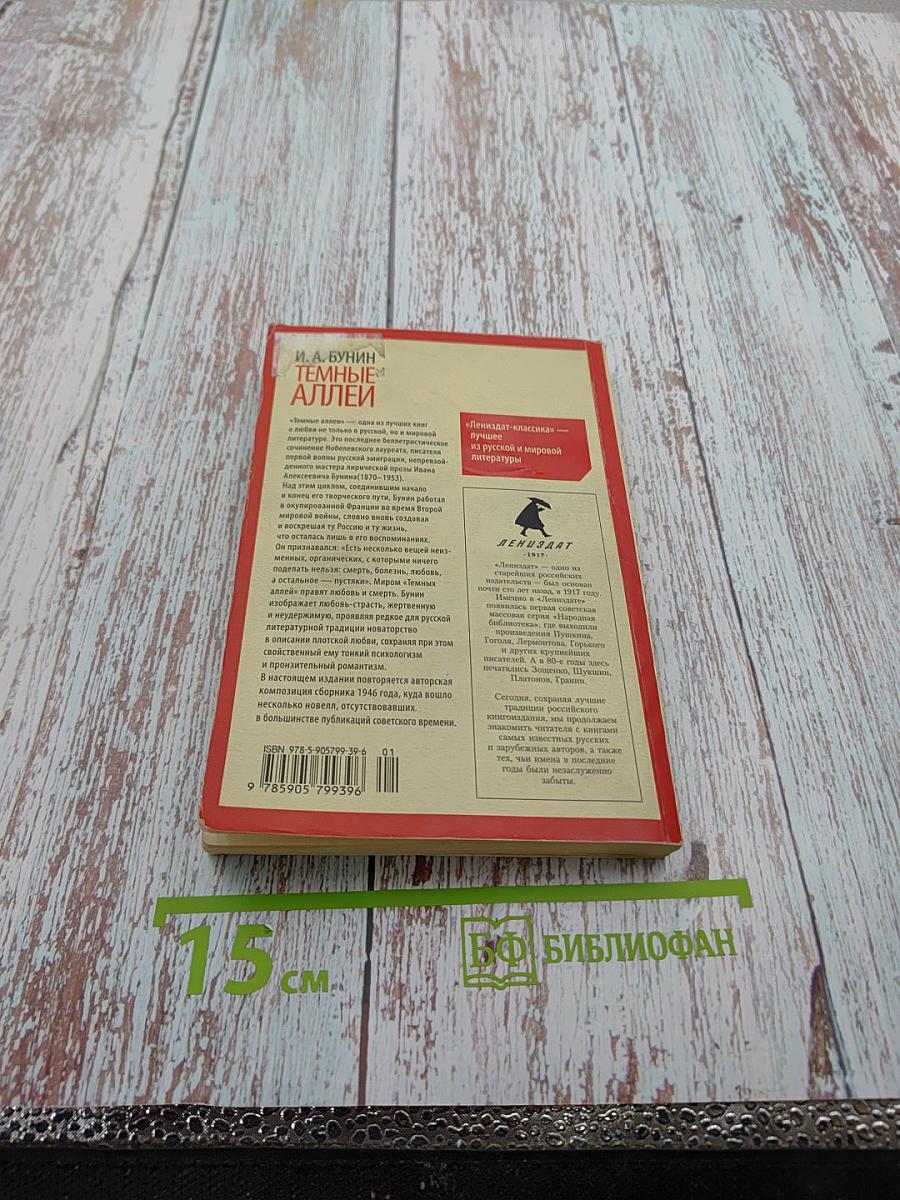 И. А. БУНИН
ТЕМНЫЕ
АЛЛЕИ
«Темные аллеи» — одна из лучших книг
о любви не только в русской, но и мировой
литературе. Это последнее беллетристическое
сочинение Нобелевского лауреата, писателя
первой волны русской эмиграции, непревзой-
денного мастера лирической прозы Ивана
Алексеевича Бунина(1870–1953).
Над этим циклом, соединившим начало
и конец его творческого пути, Бунин работал
в окупированной Франции во время Второй
мировой войны, словно вновь создавая
и воскрешая ту Россию и ту жизнь,
что осталась лишь в его воспоминаниях.
Он признавался: «Есть несколько вещей неиз-
менных, органических, с которыми ничего
поделать нельзя: смерть, болезнь, любовь,
а остальное — пустяки». Миром «Темных
аллей» правят любовь и смерть. Бунин
изображает любовь-страсть, жертвенную
и неудержимую, проявляя редкое для русской
литературной традиции новаторство
в описании плотской любви, сохраняя при этом
свойственный ему тонкий психологизм
и пронзительный романтизм.
В настоящем издании повторяется авторская
композиция сборника 1946 года, куда вошло
несколько новелл, отсутствовавших
в большинстве публикаций советского времени.
ISBN 978-5-905799-39-6 01
9 785905 799396
«Лениздат-классика» —
лучшее
из русской и мировой
литературы
ЛЕНИЗДАТ
·1917·
«Лениздат» — одно из
старейших российских
издательств — был основан
почти сто лет назад, в 1917 году.
Именно в «Лениздате»
появилась первая советская
массовая серия «Народная
библиотека», где выходили
произведения Пушкина,
Гоголя, Лермонтова, Горького
и других крупнейших
писателей. А в 80-е годы здесь
печатались Зощенко, Шукшин,
Платонов, Гранин.
Сегодня, сохраняя лучшие
традиции российского
книгоиздания, мы продолжаем
знакомить читателя с книгами
самых известных русских
и зарубежных авторов, а также
тех, чьи имена в последние
годы были незаслуженно
забыты.
15 см
БФ БИБЛИОФАН